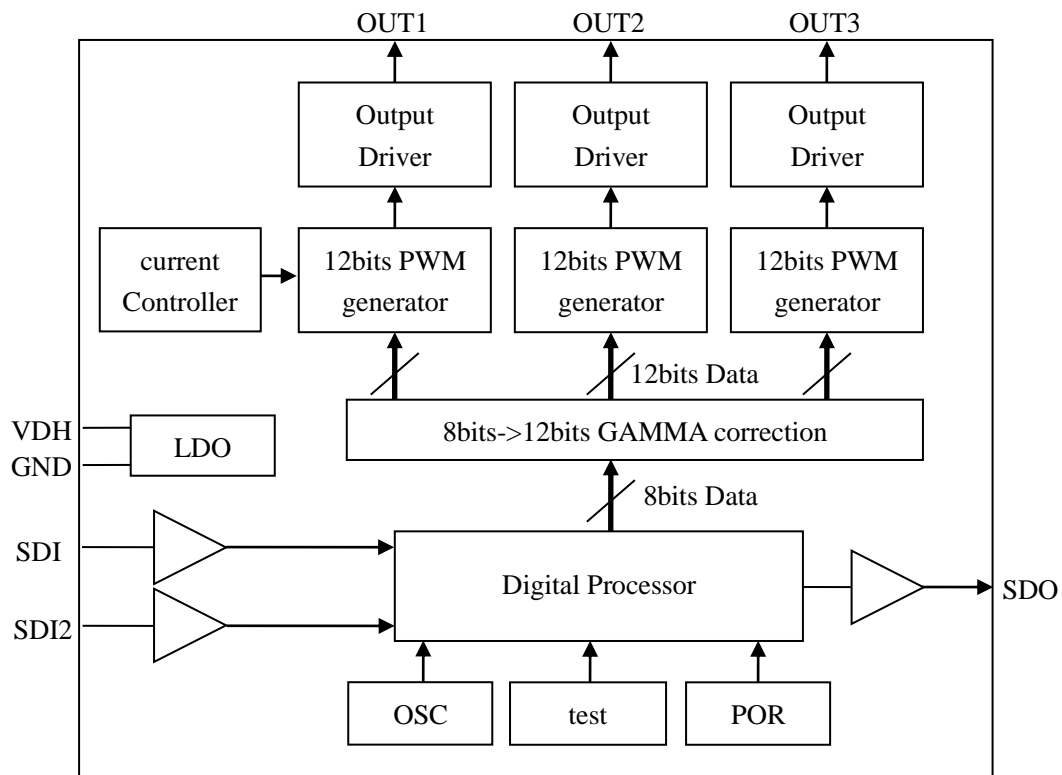 OUT1
OUT2
OUT3
Output
Driver
Output
Driver
Output
Driver
current
Controller
12bits PWM
generator
12bits PWM
generator
12bits PWM
generator
12bits Data
8bits->12bits GAMMA correction
VDH
GND
LDO
8bits Data
SDI
SDI2
Digital Processor
SDO
OSC
test
POR